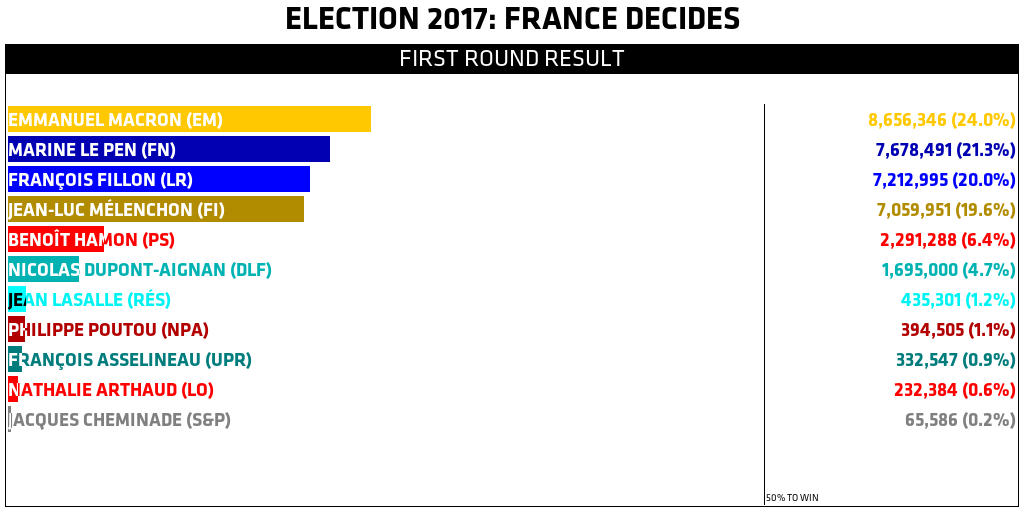 ELECTION 2017: FRANCE DECIDES
FIRST ROUND RESULT
EMMANUEL MACRON (EM) 8,656,346 (24.0%)
MARINE LE PEN (FN) 7,678,491 (21.3%)
FRANÇOIS FILLON (LR) 7,212,995 (20.0%)
JEAN-LUC MÉLENCHON (FI) 7,059,951 (19.6%)
BENOÎT HAMON (PS) 2,291,288 (6.4%)
NICOLAS DUPONT-AIGNAN (DLF) 1,695,000 (4.7%)
JEAN LASALLE (RÉS) 435,301 (1.2%)
PHILIPPE POUTOU (NPA) 394,505 (1.1%)
FRANÇOIS ASSELINEAU (UPR) 332,547 (0.9%)
NATHALIE ARTHAUD (LO) 232,384 (0.6%)
JACQUES CHEMINADE (S&P) 65,586 (0.2%)
50% TO WIN